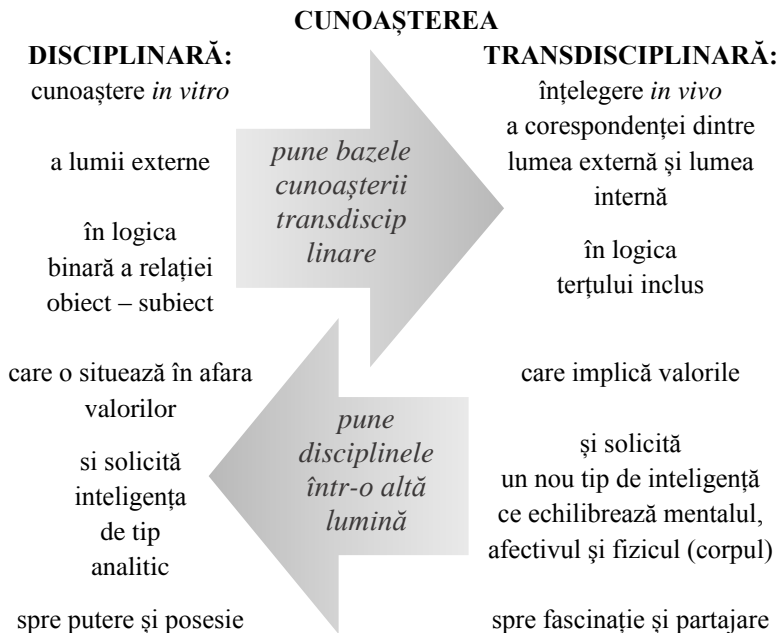 CUNOAȘTEREA
DISCIPLINARĂ:
cunoaștere in vitro
a lumii externe
în logica
binară a relației
obiect – subiect
care o situează în afara
valorilor
si solicită
inteligența
de tip
analitic
spre putere și posesie
pune bazele
cunoașterii
transdiscip
linare
pune
disciplinele
într-o altă
lumină
TRANSDISCIPLINARĂ:
înțelegere in vivo
a corespondenței dintre
lumea externă și lumea
internă
în logica
terțului inclus
care implică valorile
și solicită
un nou tip de inteligență
ce echilibrează mentalul,
afectivul şi fizicul (corpul)
spre fascinație și partajare